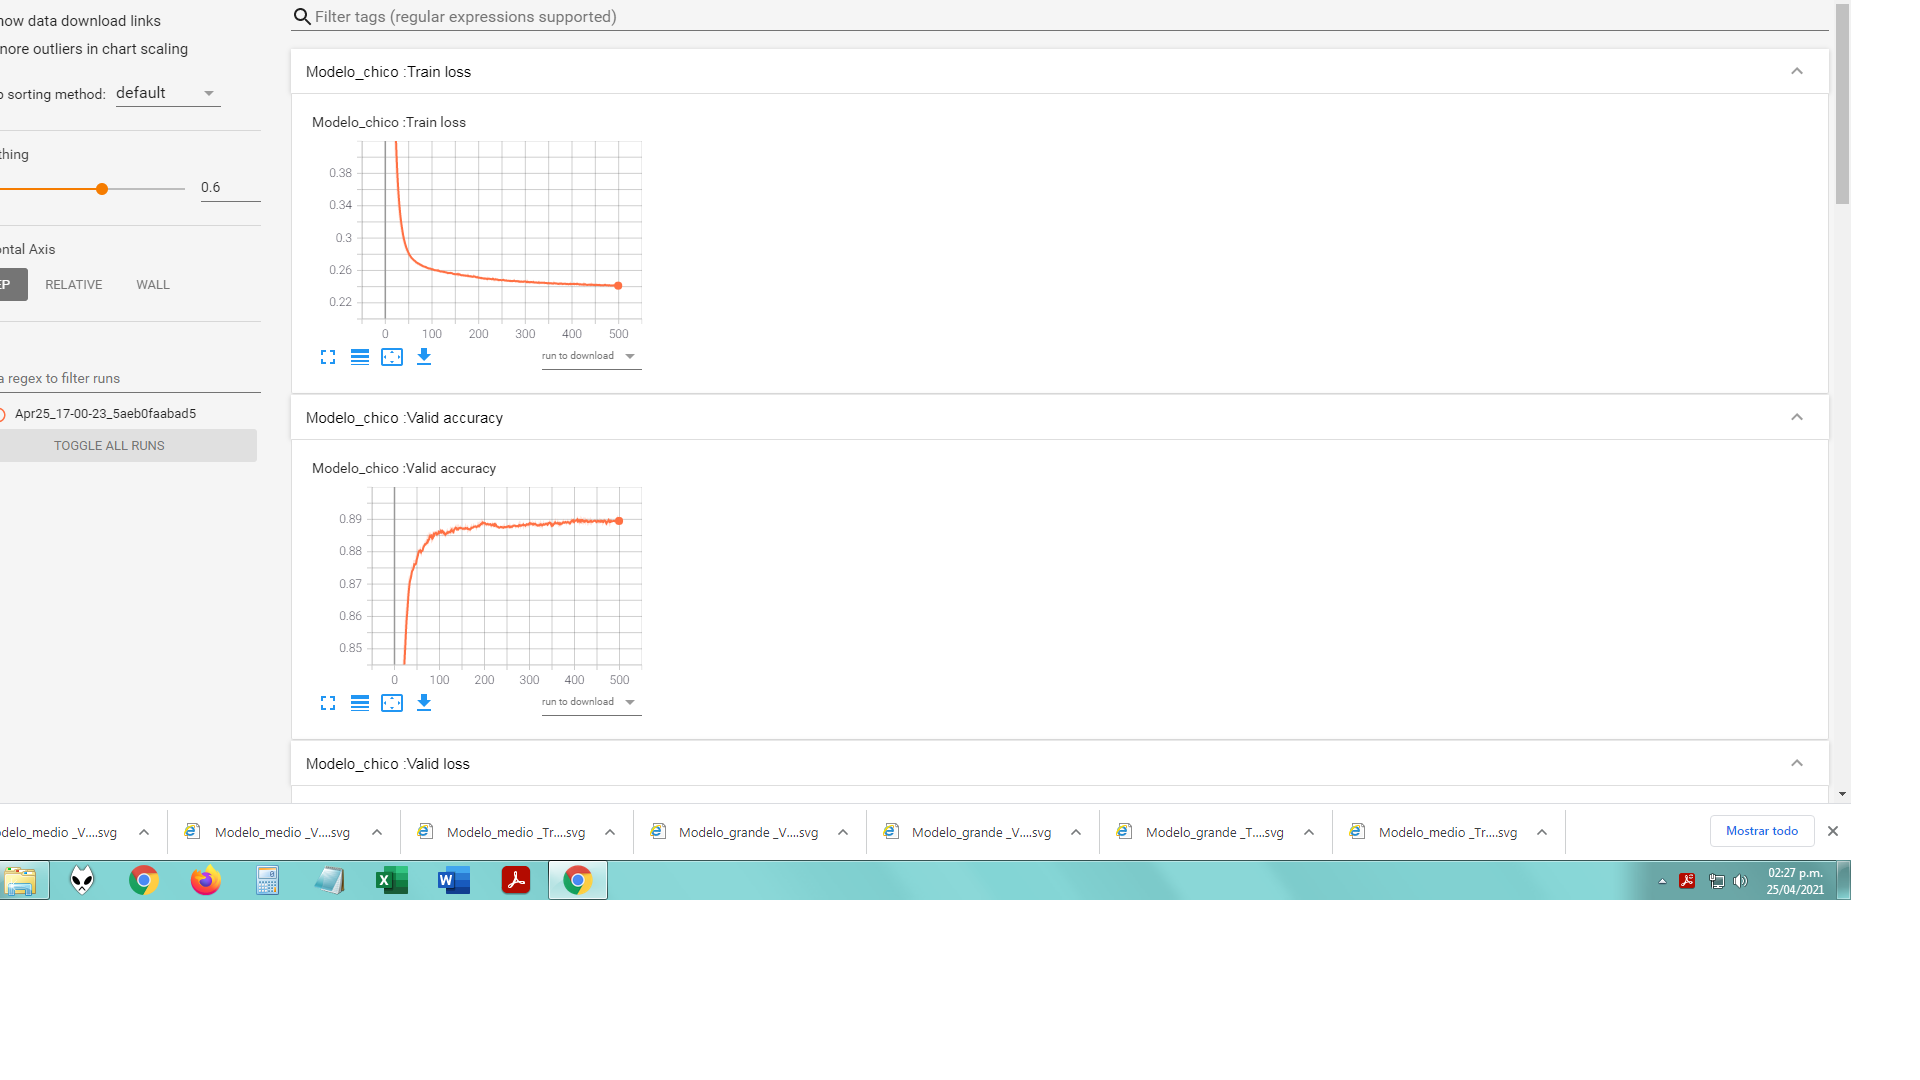 how data download links
nore outliers in chart scaling
sorting method: default
thing
0.6
ontal Axis
EP RELATIVE WALL
a regex to filter runs
Apr25_17-00-23_5aeb0faabad5
TOGGLE ALL RUNS
Filter tags (regular expressions supported)
Modelo_chico :Train loss
Modelo_chico :Train loss
0.38
0.34
0.3
0.26
0.22
0 100 200 300 400 500
run to download
Modelo_chico :Valid accuracy
Modelo_chico :Valid accuracy
0.89
0.88
0.87
0.86
0.85
0 100 200 300 400 500
run to download
Modelo_chico :Valid loss
delo_medio _V....svg Modelo_medio _V....svg Modelo_medio _Tr....svg Modelo_grande _V....svg Modelo_grande _V....svg Modelo_grande _T....svg Modelo_medio _Tr....svg Mostrar todo
02:27 p.m.
25/04/2021